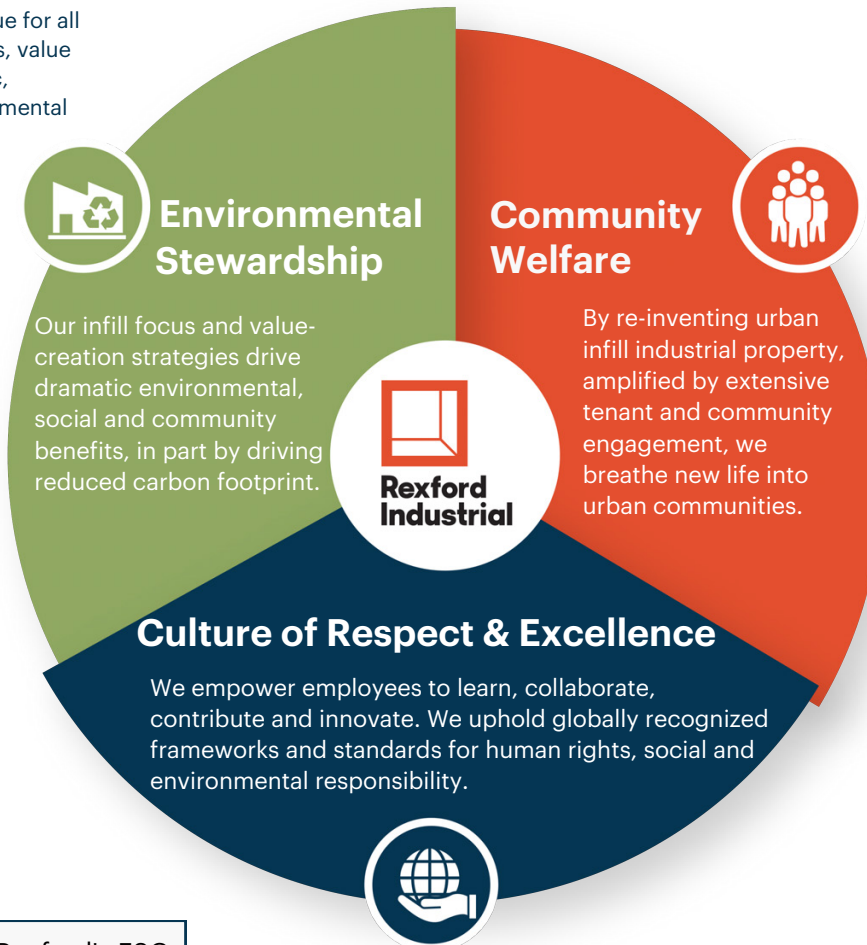 ue for all
s, value
mental
Environmental
Stewardship
Our infill focus and value-
creation strategies drive
dramatic environmental,
social and community
benefits, in part by driving
reduced carbon footprint.
Community
Welfare
By re-inventing urban
infill industrial property,
amplified by extensive
tenant and community
engagement, we
breathe new life into
urban communities.
Rexford
Industrial
Culture of Respect & Excellence
We empower employees to learn, collaborate,
contribute and innovate. We uphold globally recognized
frameworks and standards for human rights, social and
environmental responsibility.
ESG